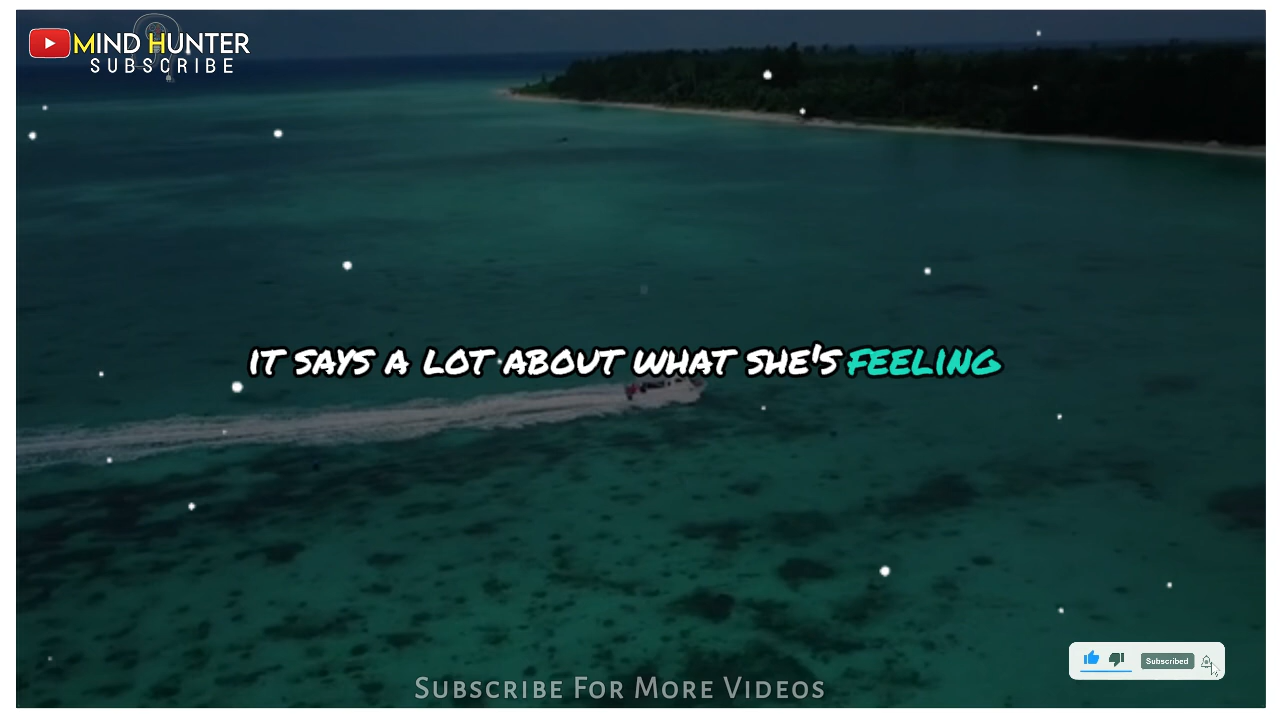 MIND HUNTER
SUBSCRIBE
IT SAYS A LOT ABOUT WHAT SHE'S FEELING
Subscribed
SUBSCRIBE FOR MORE VIDEOS